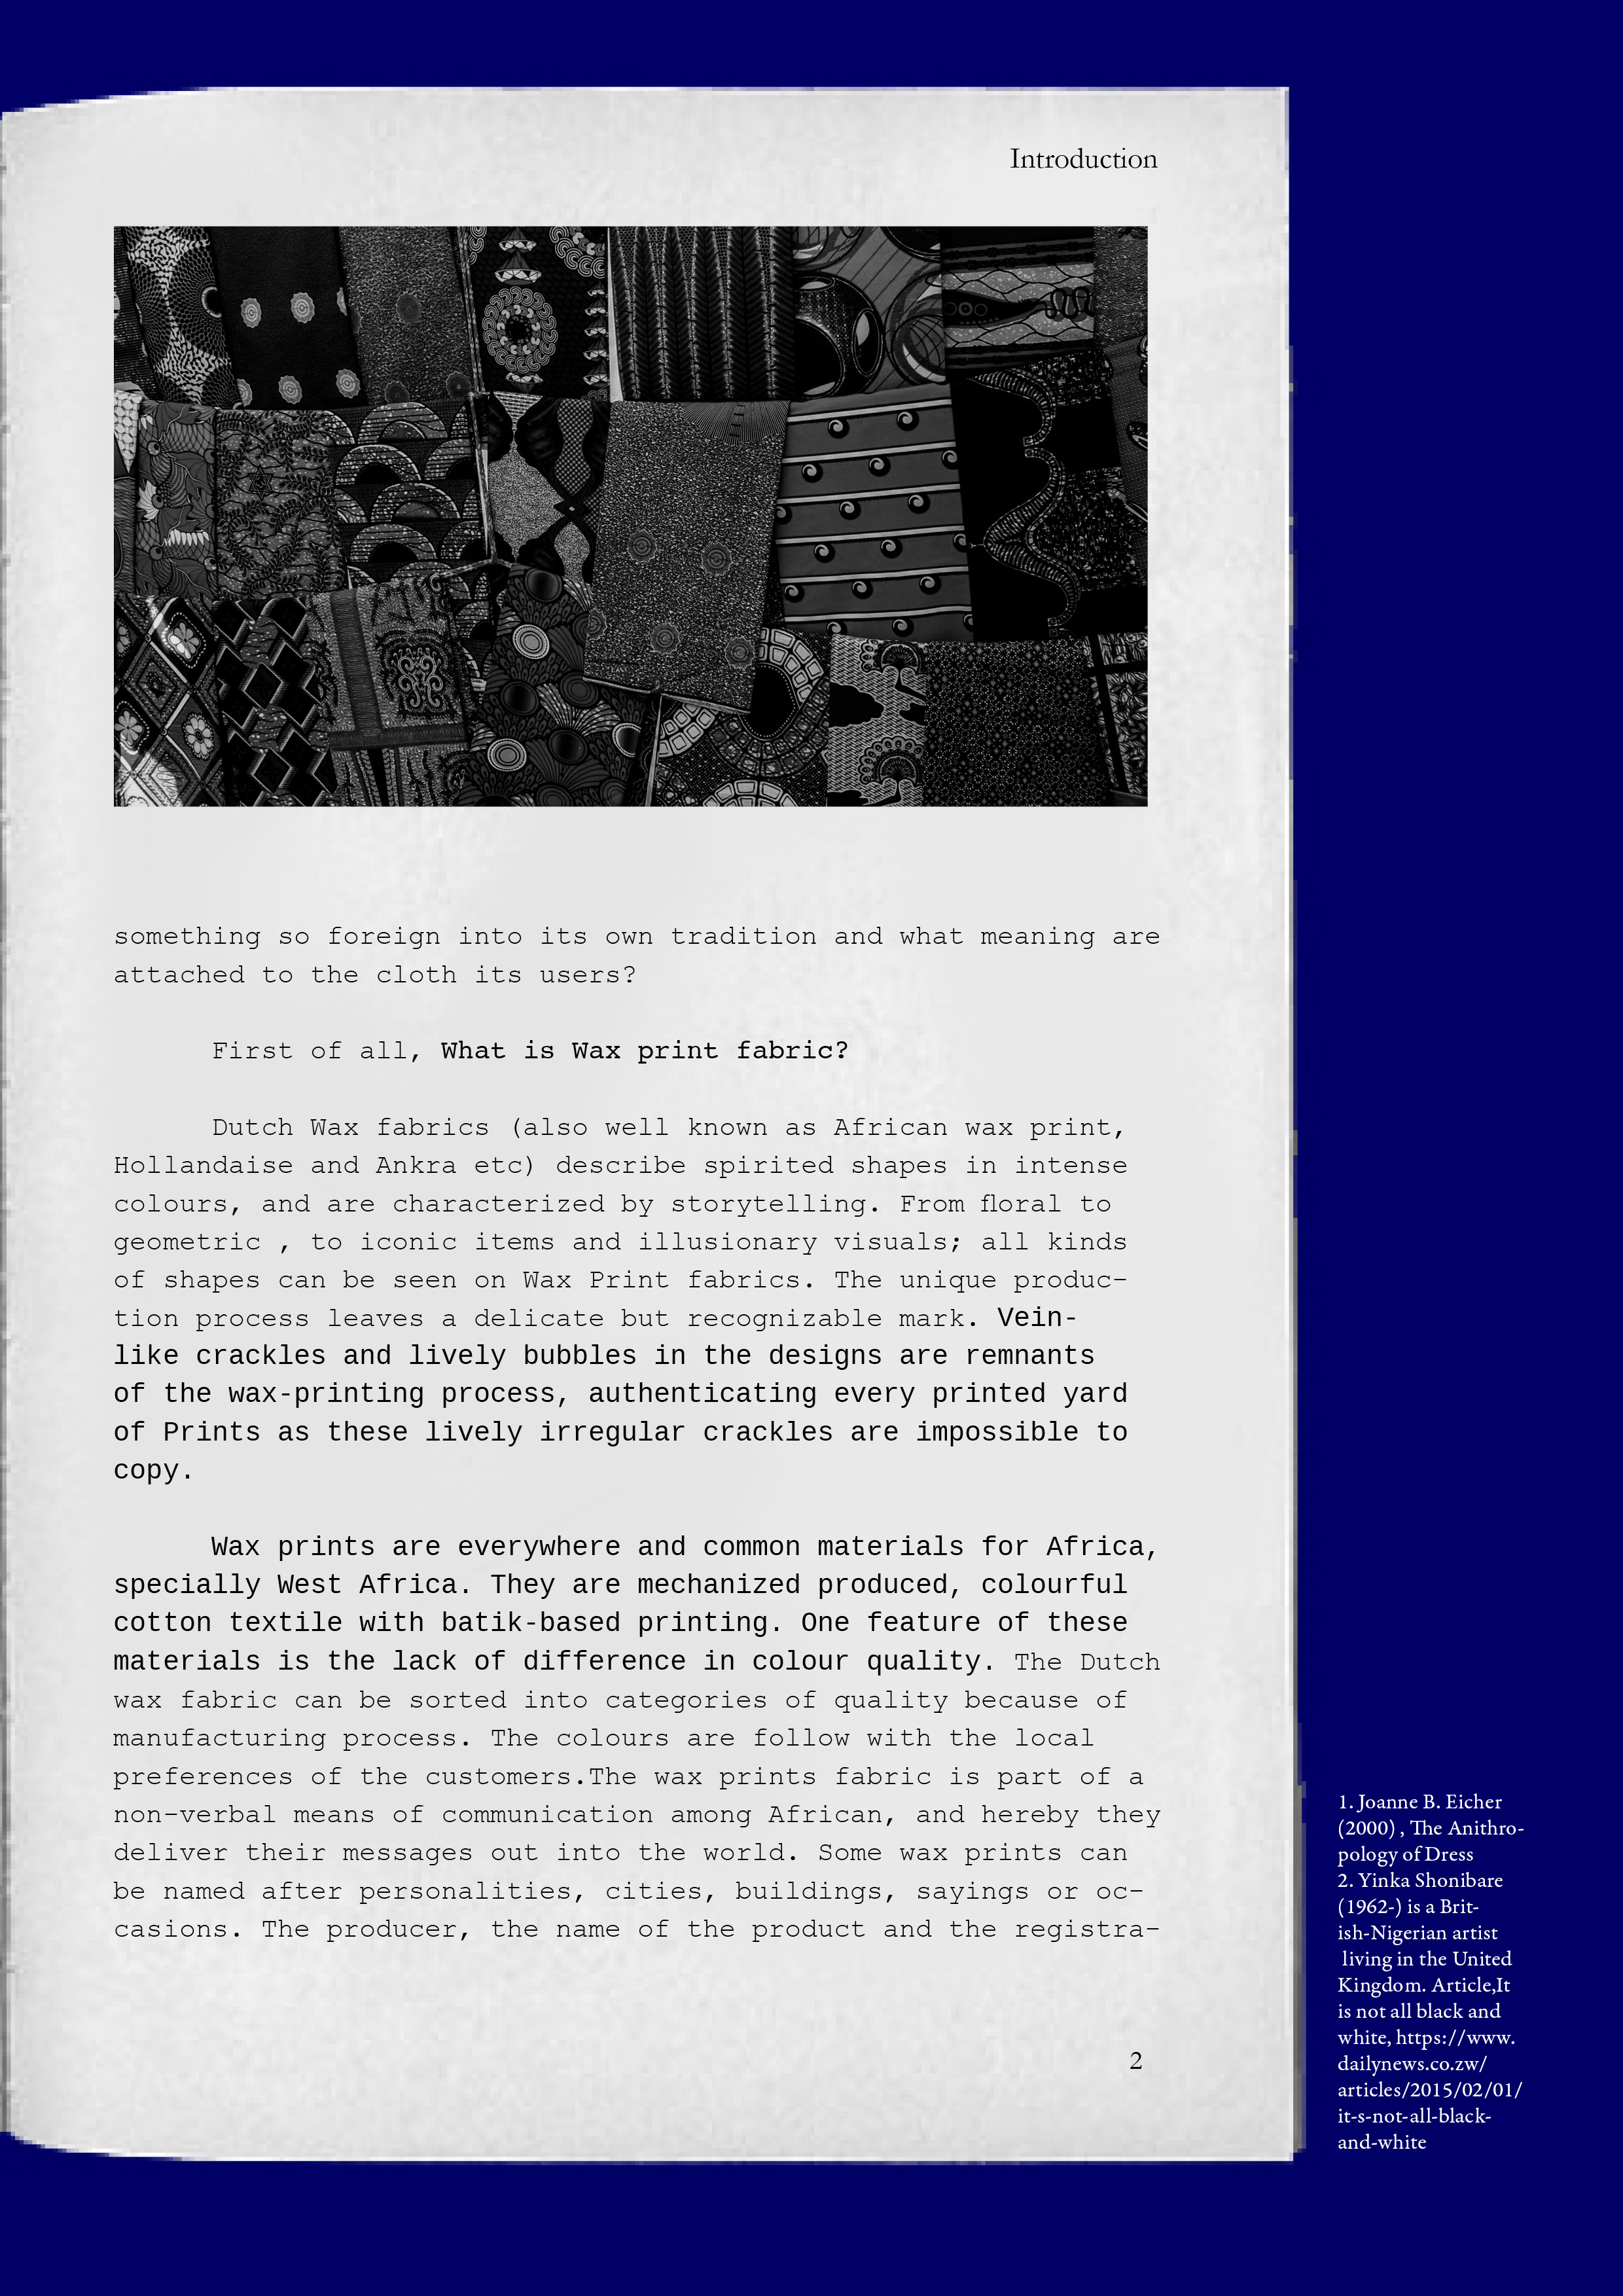 Introduction
something so foreign into its own tradition and what meaning are
attached to the cloth its users?
First of all, What is Wax print fabric?
Dutch Wax fabrics (also well known as African wax print,
Hollandaise and Ankra etc) describe spirited shapes in intense
colours, and are characterized by storytelling. From floral to
geometric , to iconic items and illusionary visuals; all kinds
of shapes can be seen on Wax Print fabrics. The unique produc-
tion process leaves a delicate but recognizable mark. Vein-
like crackles and lively bubbles in the designs are remnants
of the wax-printing process, authenticating every printed yard
of Prints as these lively irregular crackles are impossible to
copy.
Wax prints are everywhere and common materials for Africa,
specially West Africa. They are mechanized produced, colourful
cotton textile with batik-based printing. One feature of these
materials is the lack of difference in colour quality. The Dutch
wax fabric can be sorted into categories of quality because of
manufacturing process. The colours are follow with the local
preferences of the customers.The wax prints fabric is part of a
non-verbal means of communication among African, and hereby they
deliver their messages out into the world. Some wax prints can
be named after personalities, cities, buildings, sayings or oc-
casions. The producer, the name of the product and the registra-
2
1. Joanne B. Eicher
(2000) , The Anithro-
pology of Dress
2. Yinka Shonibare
(1962-) is a Brit-
ish-Nigerian artist
living in the United
Kingdom. Article,It
is not all black and
white, https://www.
dailynews.co.zw/
articles/2015/02/01/
it-s-not-all-black-
and-white